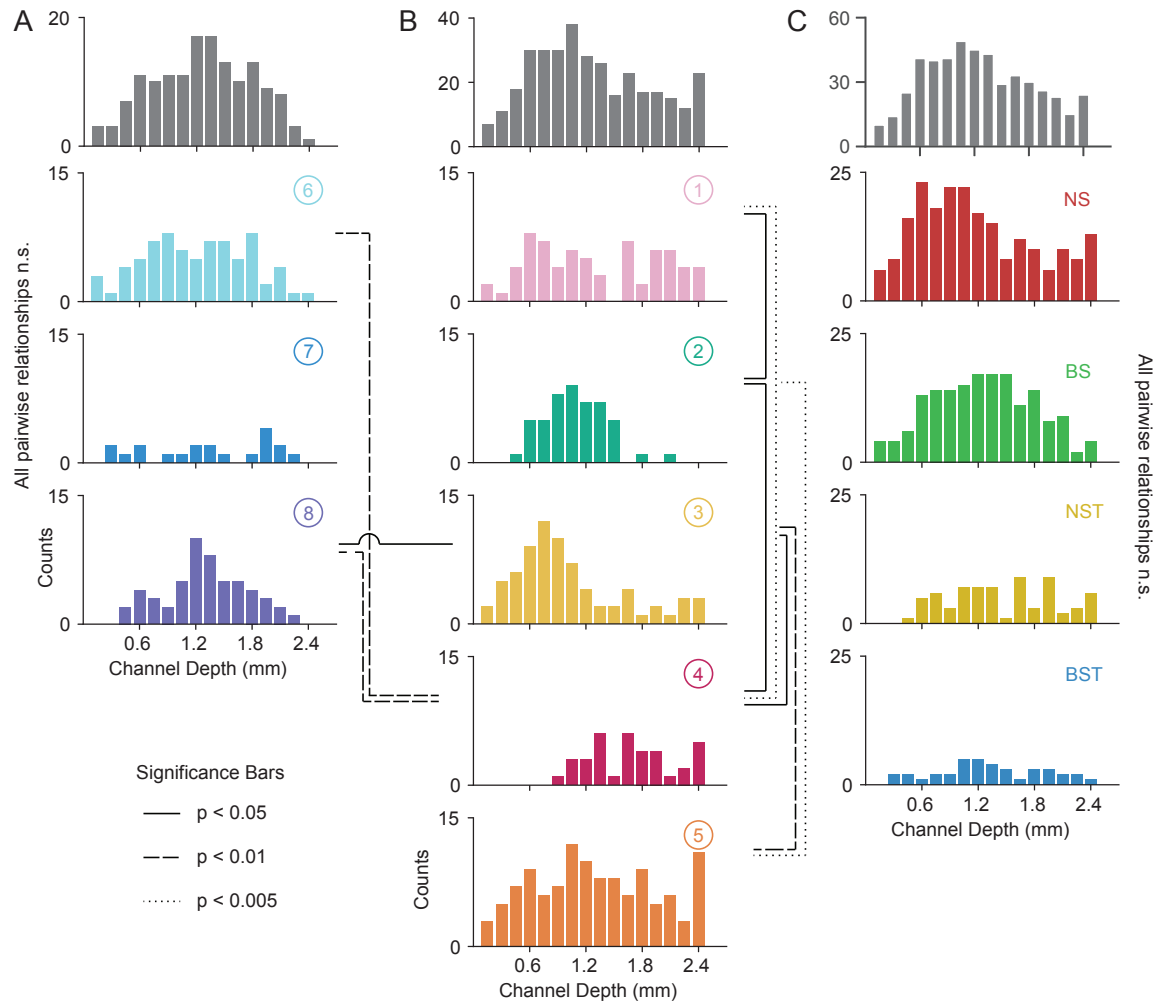 A
B
C
20
10
0
40
20
0
60
30
0
15
0
6
15
0
1
25
0
NS
15
0
7
15
0
2
25
0
BS
15
0
8
15
0
3
25
0
NST
0.6 1.2 1.8 2.4
Channel Depth (mm)
15
0
4
25
0
BST
0.6 1.2 1.8 2.4
Channel Depth (mm)
15
0
5
0.6 1.2 1.8 2.4
Channel Depth (mm)
All pairwise relationships n.s.
Counts
Counts
All pairwise relationships n.s.
Significance Bars
p < 0.05
p < 0.01
p < 0.005